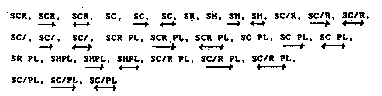 SCR, SCR, SCR, SC, SC, SC, SH, SH, SH, SH, SC/R, SC/R, SC/R,
SC/, SC/, SC/, SCR PL, SCR PL, SCR PL, SC PL, SC PL, SC PL,
SR PL, SHPL, SHPL, SHPL, SC/R PL, SC/R PL, SC/R PL,
SC/PL, SC/PL, SC/PL